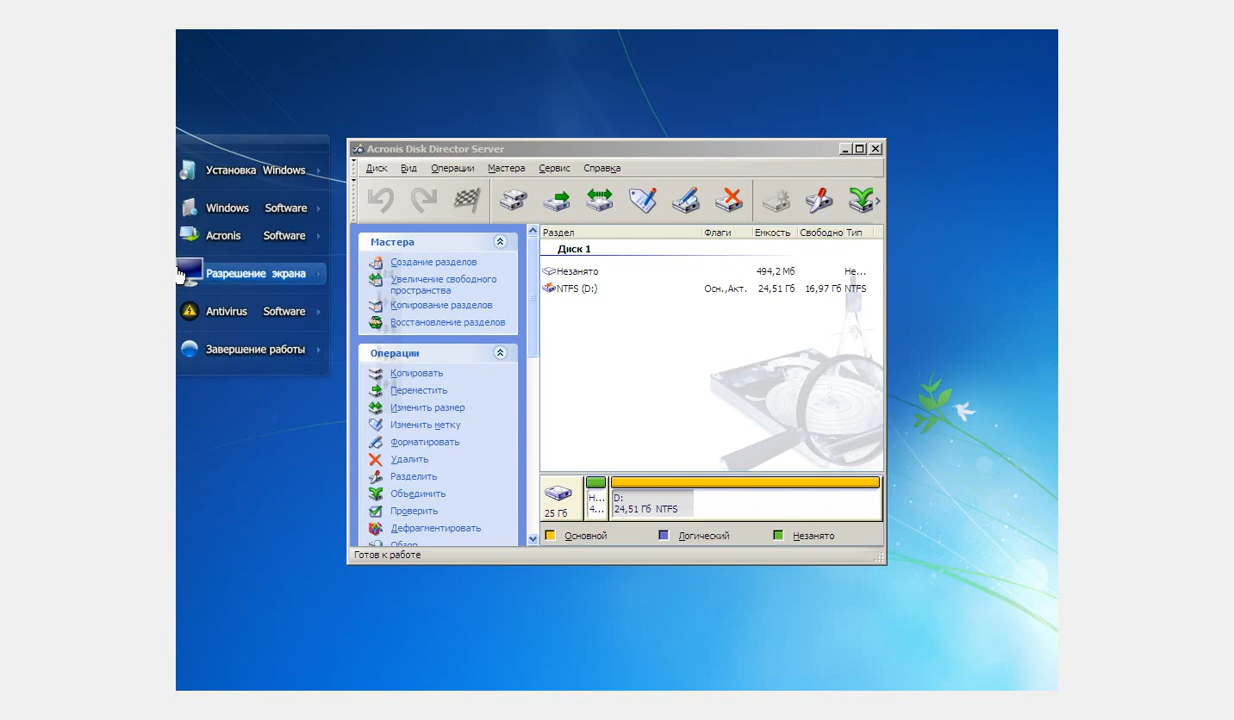 Установка Windows
Windows Software
Acronis Software
Разрешение экрана
Antivirus Software
Завершение работы
Acronis Disk Director Server
Диск Вид Операции Мастера Сервис Справка
Мастера
Создание разделов
Увеличение свободного
пространства
Копирование разделов
Восстановление разделов
Операции
Копировать
Переместить
Изменить размер
Изменить метку
Форматировать
Удалить
Разделить
Объединить
Проверить
Дефрагментировать
Обзор
Раздел Флаги Емкость Свободно Тип
Диск 1
Незанято 494,2 Мб Не...
NTFS (D:) Осн.,Акт. 24,51 Гб 16,97 Гб NTFS
25 Гб
Н...
4...
D:
24,51 Гб NTFS
Основной Логический Незанято
Готов к работе